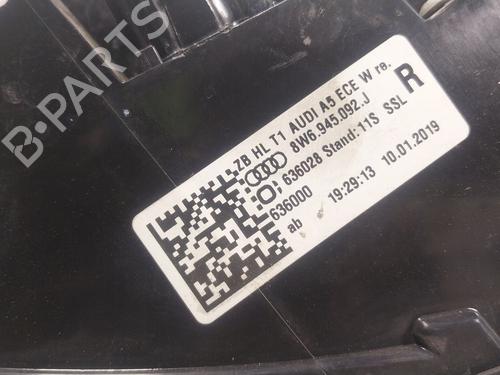 ZB HL T1 AUDI A5 ECE W re.
8W6.945.092.J R
636028 Stand:11S SSL
636000
ab 19:29:13 10.01.2019
B-PARTS